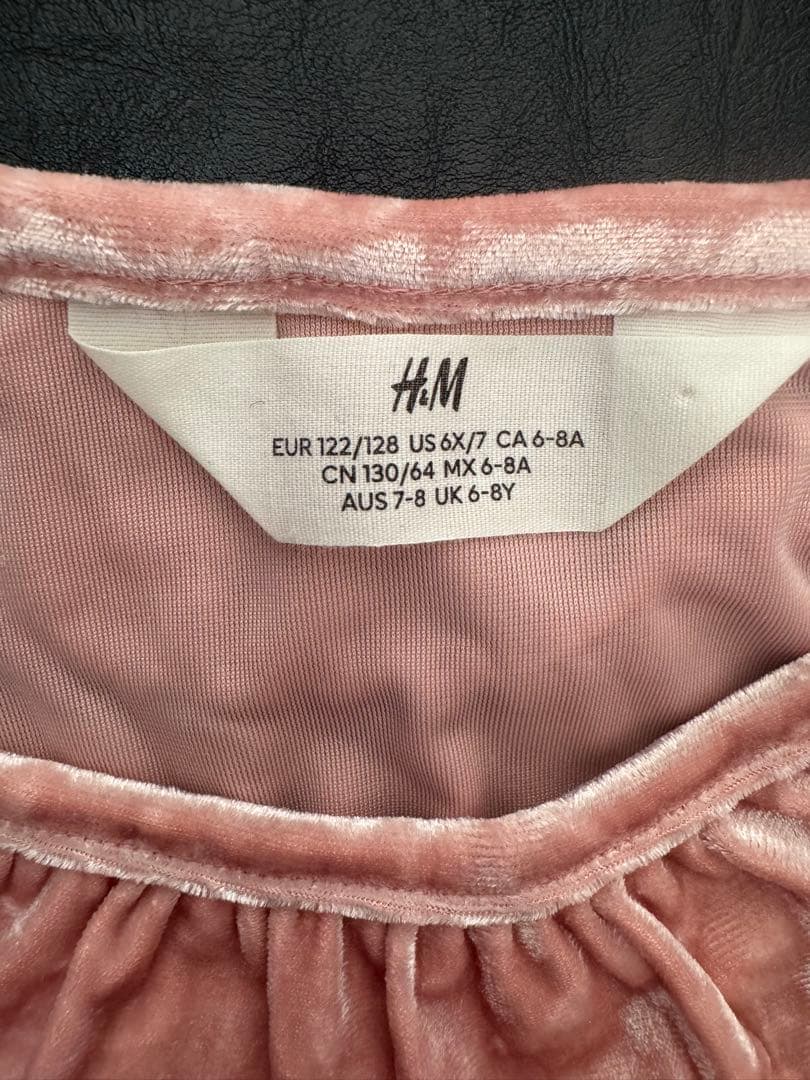 H&M
EUR 122/128 US 6X/7 CA 6-8A
CN 130/64 MX 6-8A
AUS 7-8 UK 6-8Y